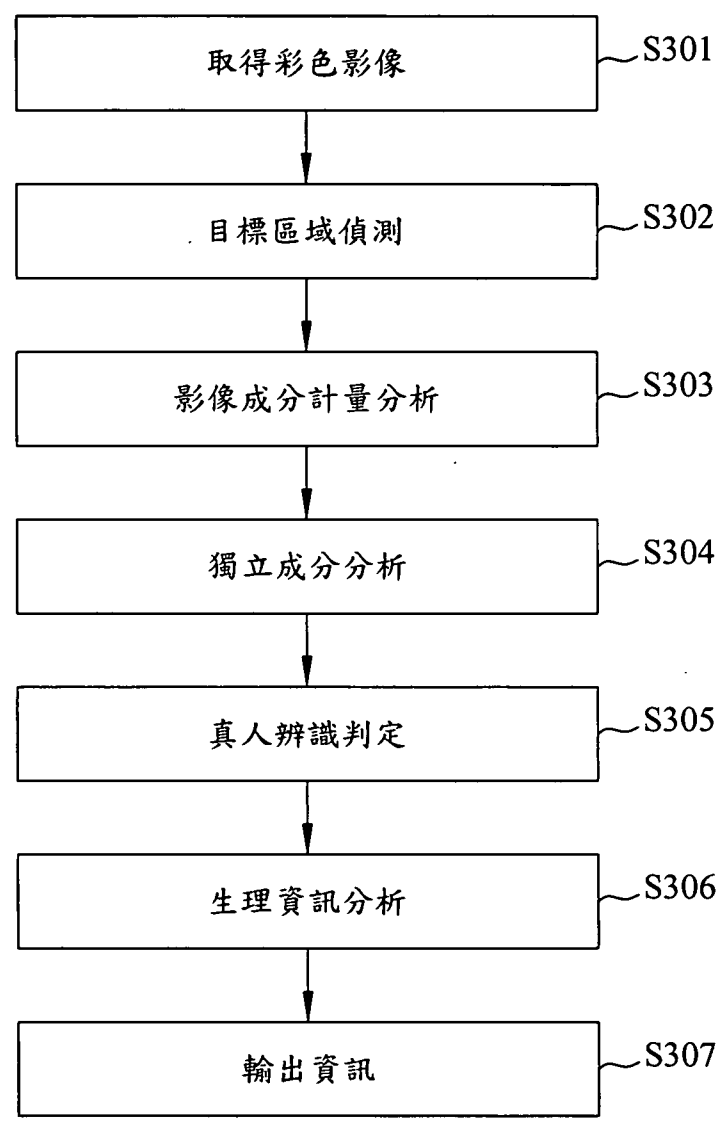 取得彩色影像 S301
目標區域偵測 S302
影像成分計量分析 S303
獨立成分分析 S304
真人辨識判定 S305
生理資訊分析 S306
輸出資訊 S307